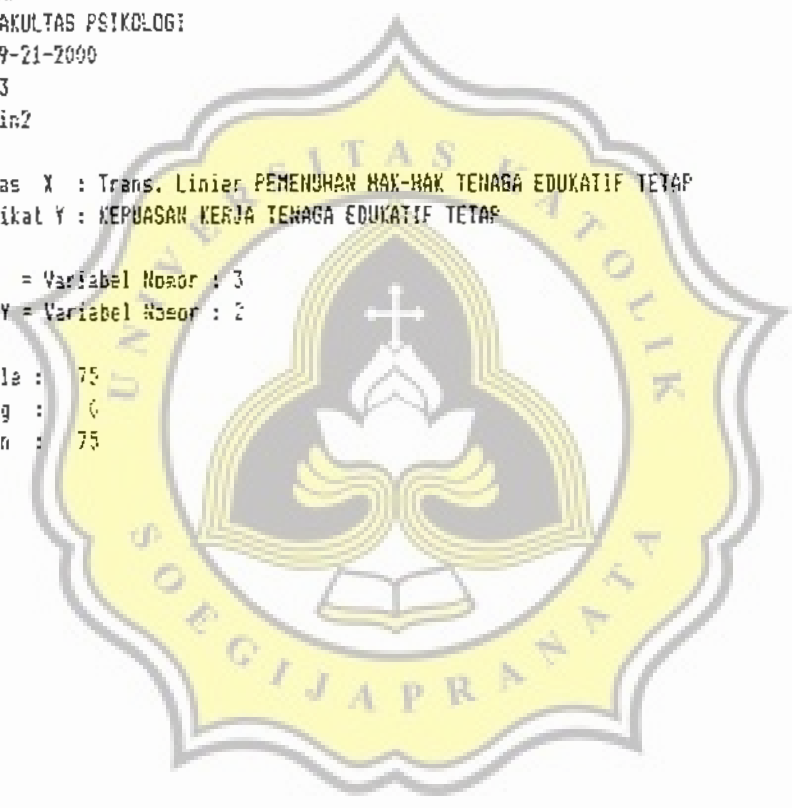 AKULTAS PSIKOLOGI
9-21-2000
3
in2
as X : Trans. Linier PEMENUHAN HAK-HAK TENAGA EDUKATIF TETAP
ikat Y : KEPUASAN KERJA TENAGA EDUKATIF TETAP
= Variabel Nomor : 3
Y = Variabel Nomor : 2
la : 75
g : 0
n : 75
UNIVERSITAS KATOLIK
SOEGIJAPRANATA